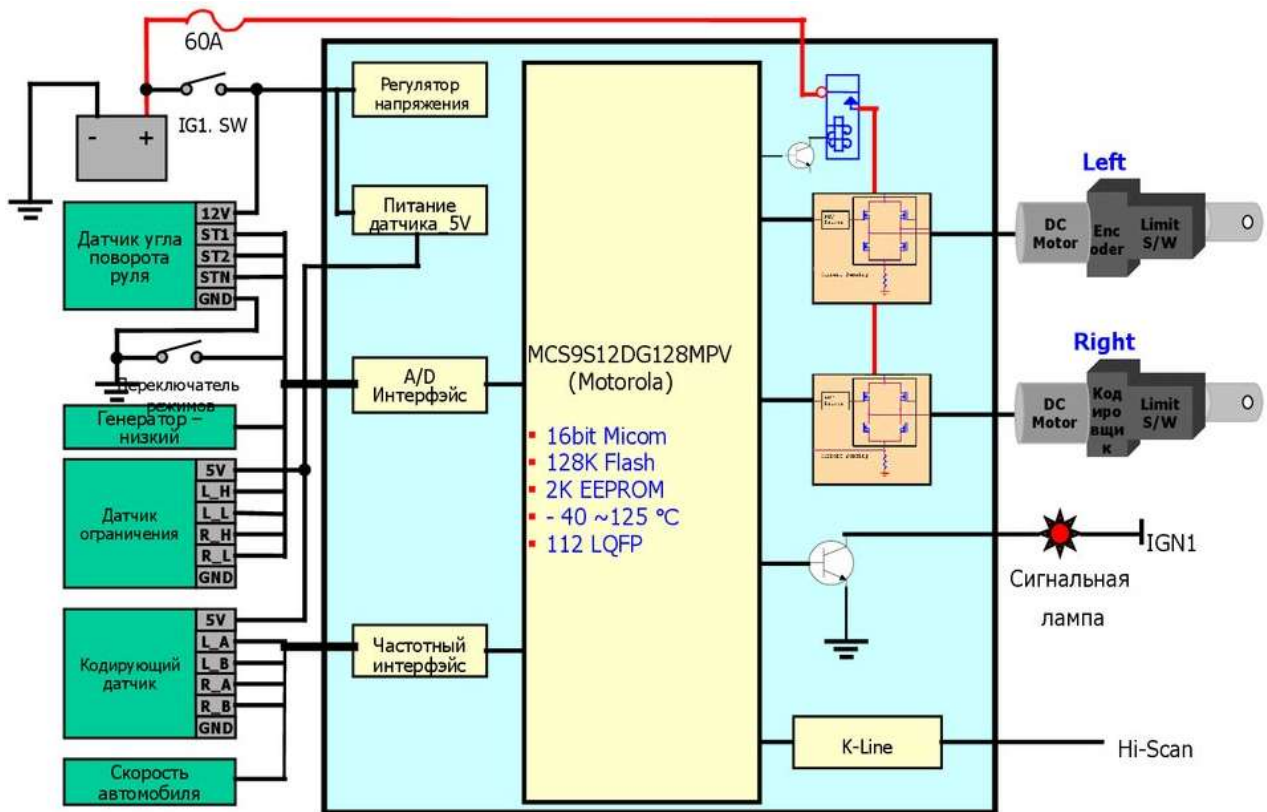 60A
IG1. SW
-
+
Регулятор
напряжения
Питание
датчика_5V
Датчик угла
поворота
руля
12V
ST1
ST2
STN
GND
Переключатель
режимов
Генератор –
низкий
A/D
Интерфэйс
Датчик
ограничения
5V
L_H
L_L
R_H
R_L
GND
Кодирующий
датчик
5V
L_A
L_B
R_A
R_B
GND
Частотный
интерфэйс
Скорость
автомобиля
MCS9S12DG128MPV
(Motorola)
▪ 16bit Micom
▪ 128K Flash
▪ 2K EEPROM
▪ - 40 ~125 °C
▪ 112 LQFP
Left
DC
Motor
Enc
oder
Limit
S/W
Right
DC
Motor
Код
иро
вщи
к
Limit
S/W
IGN1
Сигнальная
лампа
K-Line
Hi-Scan